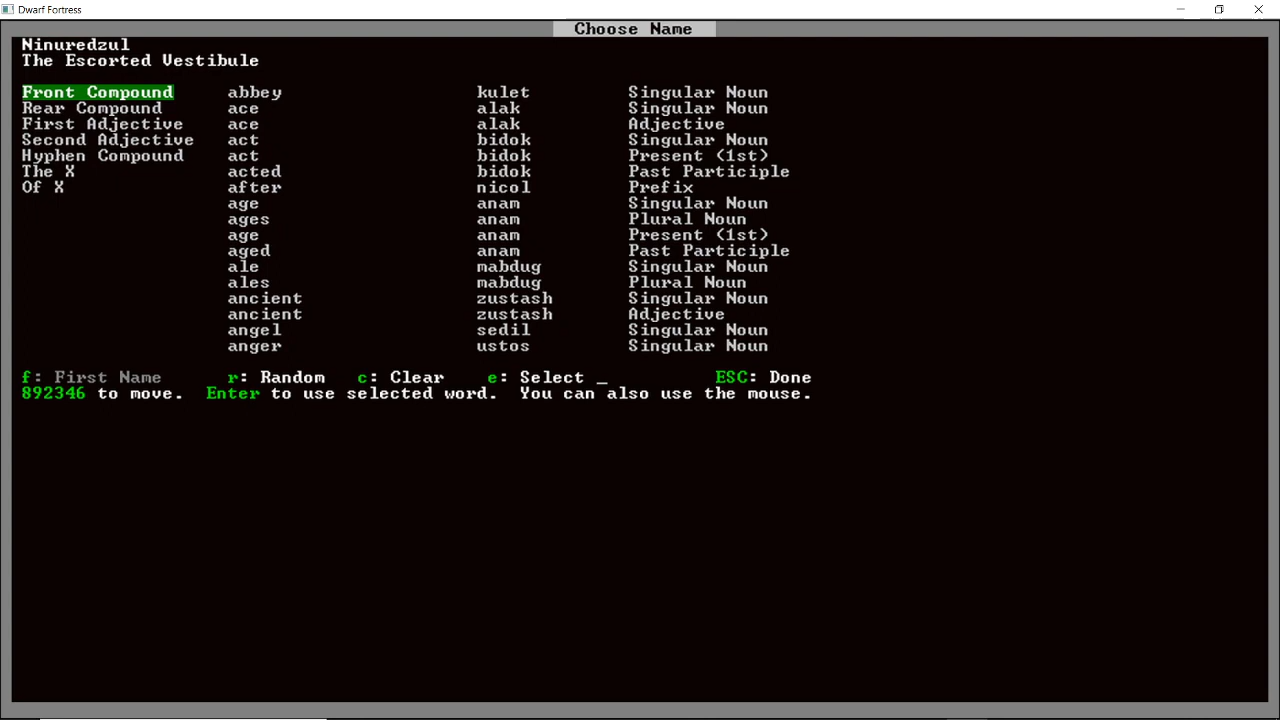 Dwarf Fortress
Choose Name
Ninuredzul
The Escorted Vestibule
Front Compound abbey kulet Singular Noun
Rear Compound ace alak Singular Noun
First Adjective ace alak Adjective
Second Adjective act bidok Singular Noun
Hyphen Compound act bidok Present (1st)
The X acted bidok Past Participle
Of X after nicol Prefix
age anam Singular Noun
ages anam Plural Noun
age anam Present (1st)
aged anam Past Participle
ale mabdug Singular Noun
ales mabdug Plural Noun
ancient zustash Singular Noun
ancient zustash Adjective
angel sedil Singular Noun
anger ustos Singular Noun
f: First Name r: Random c: Clear e: Select _ ESC: Done
892346 to move. Enter to use selected word. You can also use the mouse.